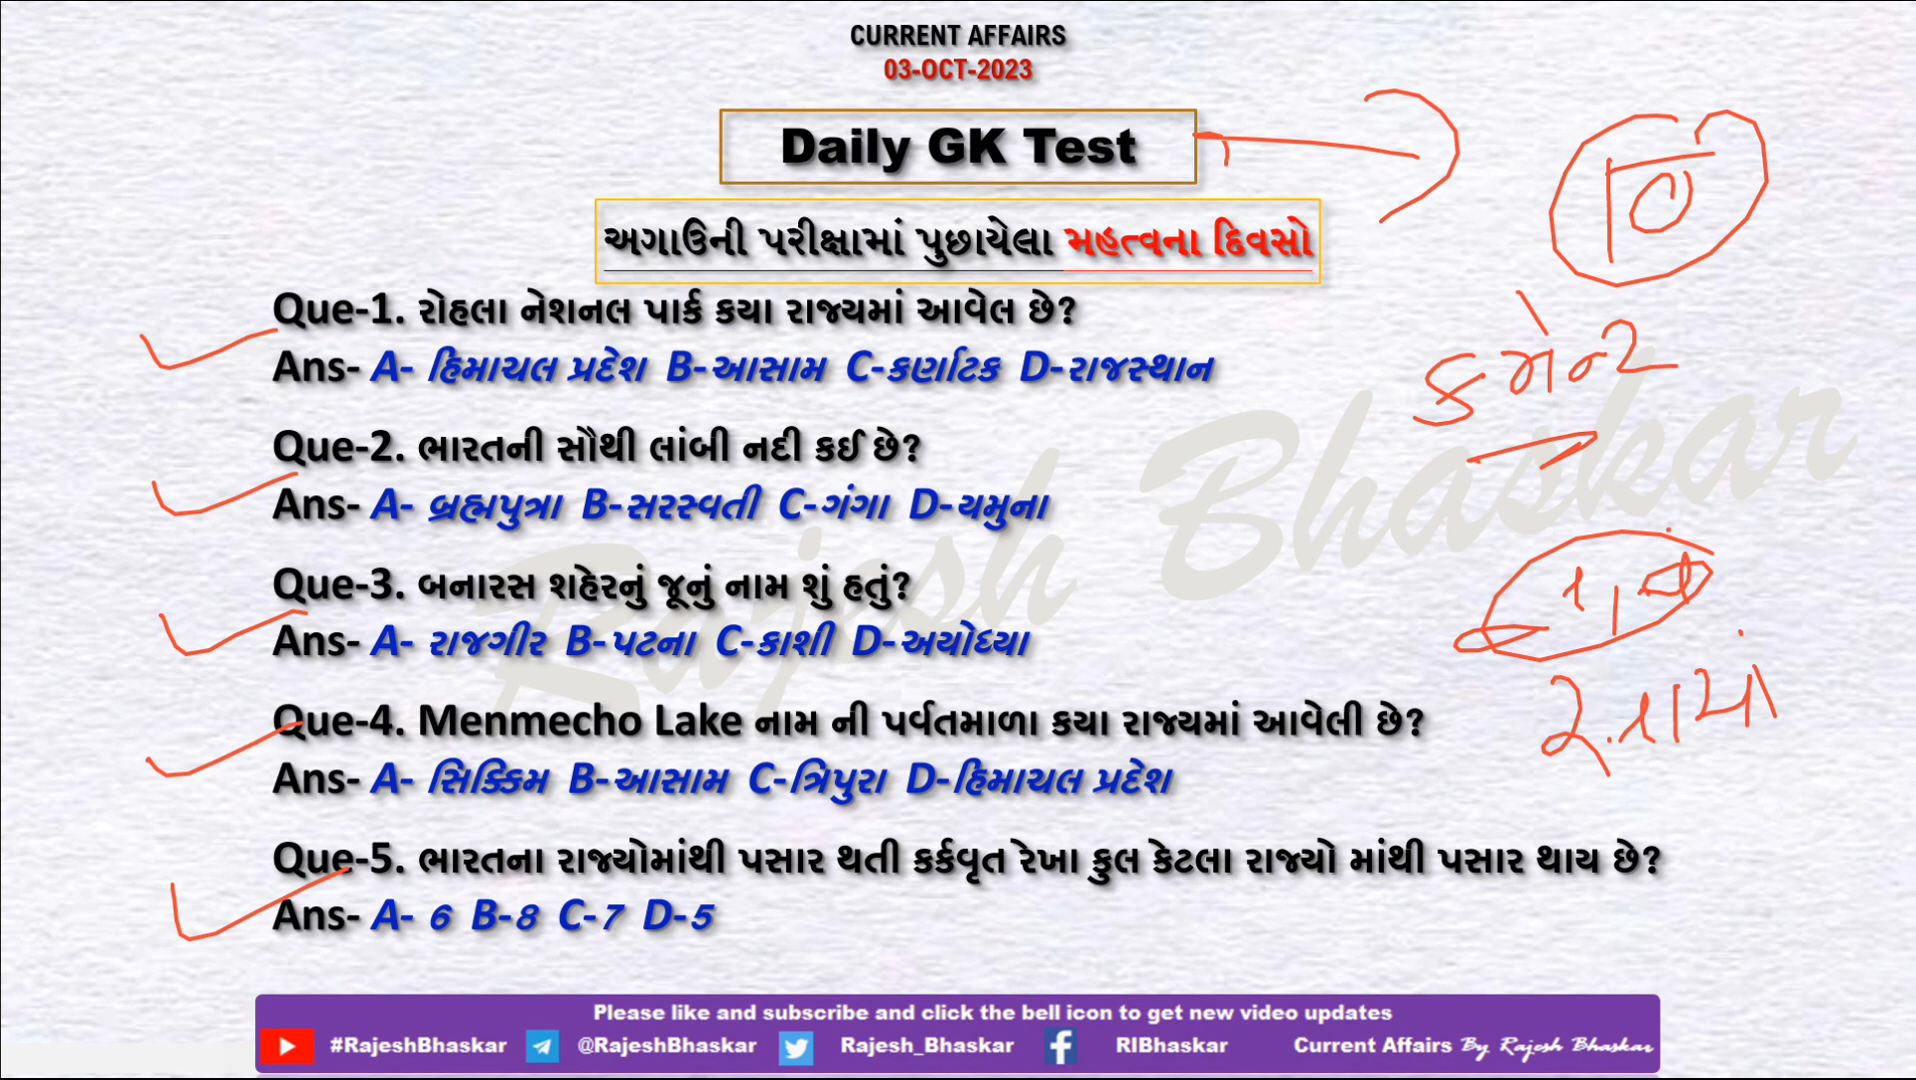 CURRENT AFFAIRS
03-OCT-2023
Daily GK Test
અગાઉની પરીક્ષામાં પુછાયેલા મહત્વના દિવસો
Que-1. રોહલા નેશનલ પાર્ક કયા રાજ્યમાં આવેલ છે?
Ans- A- હિમાચલ પ્રદેશ B-આસામ C-કર્ણાટક D-રાજસ્થાન
Que-2. ભારતની સૌથી લાંબી નદી કઈ છે?
Ans- A- બ્રહ્મપુત્રા B-સરસ્વતી C-ગંગા D-યમુના
Que-3. બનારસ શહેરનું જૂનું નામ શું હતું?
Ans- A- રાજગીર B-પટના C-કાશી D-અયોધ્યા
Que-4. Menmecho Lake નામ ની પર્વતમાળા કયા રાજ્યમાં આવેલી છે?
Ans- A- સિક્કિમ B-આસામ C-ત્રિપુરા D-હિમાચલ પ્રદેશ
Que-5. ભારતના રાજ્યોમાંથી પસાર થતી કર્કવૃત રેખા કુલ કેટલા રાજ્યો માંથી પસાર થાય છે?
Ans- A- 6 B-8 C-7 D-5
Rajesh Bhaskar
Please like and subscribe and click the bell icon to get new video updates
#RajeshBhaskar @RajeshBhaskar Rajesh_Bhaskar RIBhaskar Current Affairs By Rajesh Bhaskar